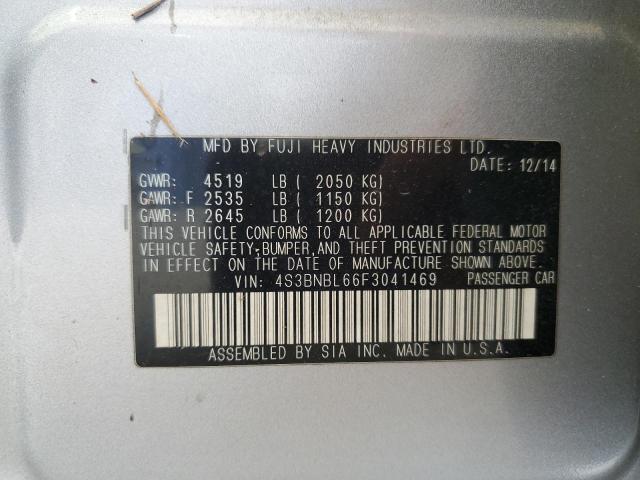 MFD BY FUJI HEAVY INDUSTRIES LTD.
DATE: 12/14
GVWR: 4519 LB ( 2050 KG)
GAWR: F 2535 LB ( 1150 KG)
GAWR: R 2645 LB ( 1200 KG)
THIS VEHICLE CONFORMS TO ALL APPLICABLE FEDERAL MOTOR
VEHICLE SAFETY, BUMPER, AND THEFT PREVENTION STANDARDS
IN EFFECT ON THE DATE OF MANUFACTURE SHOWN ABOVE.
VIN: 4S3BNBL66F3041469 PASSENGER CAR
ASSEMBLED BY SIA INC. MADE IN U.S.A.